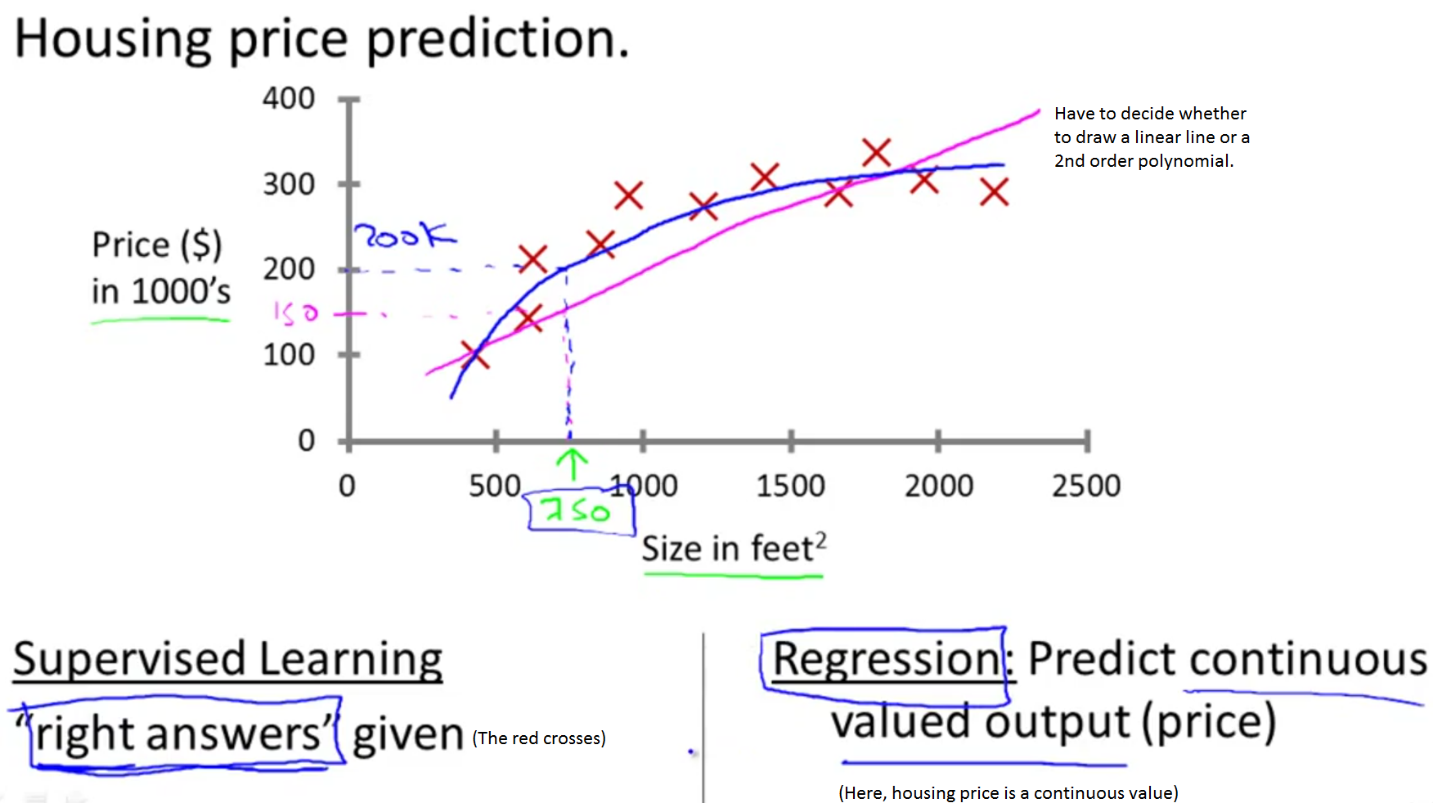 Housing price prediction.
400
300
200
100
0
Price ($)
in 1000's
200K
150
Have to decide whether
to draw a linear line or a
2nd order polynomial.
0 500 1000 1500 2000 2500
750
Size in feet²
Supervised Learning
“right answers” given (The red crosses)
Regression: Predict continuous
valued output (price)
(Here, housing price is a continuous value)